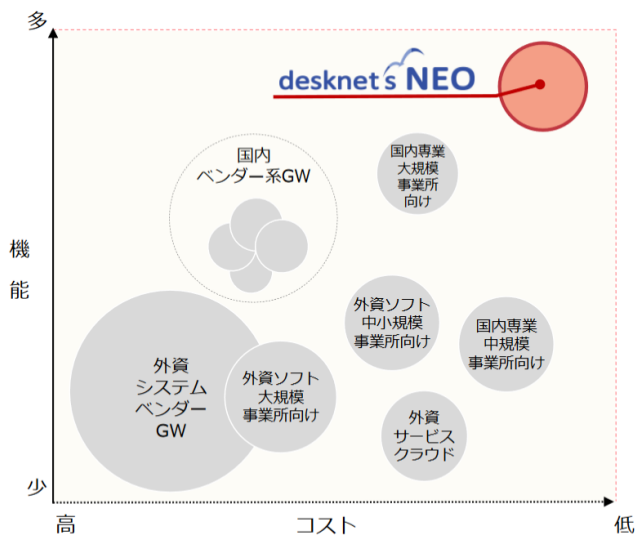 多
desknet's NEO
国内
ベンダー系GW
国内専業
大規模
事業所
向け
機
能
外資ソフト
中小規模
事業所向け
国内専業
中規模
事業所向け
外資
システム
ベンダー
GW
外資ソフト
大規模
事業所向け
外資
サービス
クラウド
少
高
コスト
低